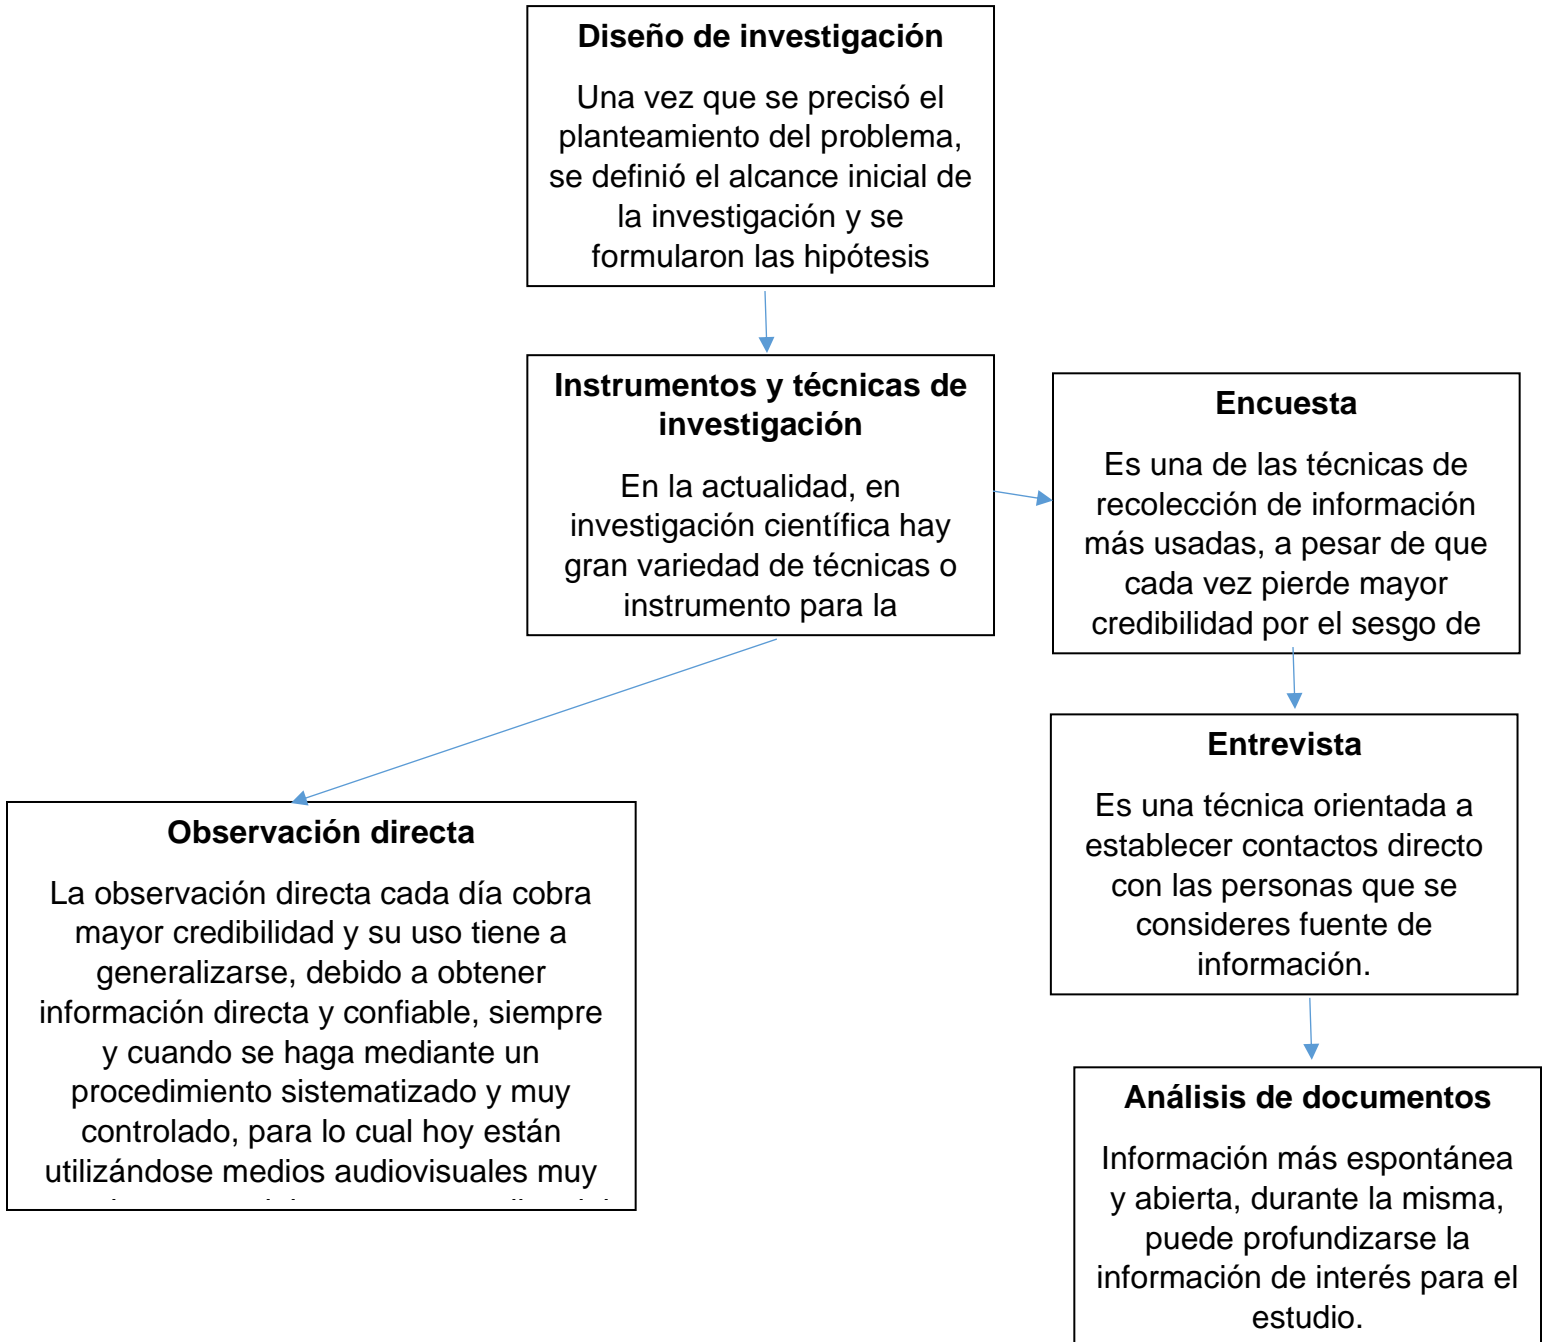 Diseño de investigación
Una vez que se precisó el
planteamiento del problema,
se definió el alcance inicial de
la investigación y se
formularon las hipótesis
Instrumentos y técnicas de
investigación
En la actualidad, en
investigación científica hay
gran variedad de técnicas o
instrumento para la
Encuesta
Es una de las técnicas de
recolección de información
más usadas, a pesar de que
cada vez pierde mayor
credibilidad por el sesgo de
Entrevista
Es una técnica orientada a
establecer contactos directo
con las personas que se
consideres fuente de
información.
Observación directa
La observación directa cada día cobra
mayor credibilidad y su uso tiene a
generalizarse, debido a obtener
información directa y confiable, siempre
y cuando se haga mediante un
procedimiento sistematizado y muy
controlado, para lo cual hoy están
utilizándose medios audiovisuales muy
Análisis de documentos
Información más espontánea
y abierta, durante la misma,
puede profundizarse la
información de interés para el
estudio.